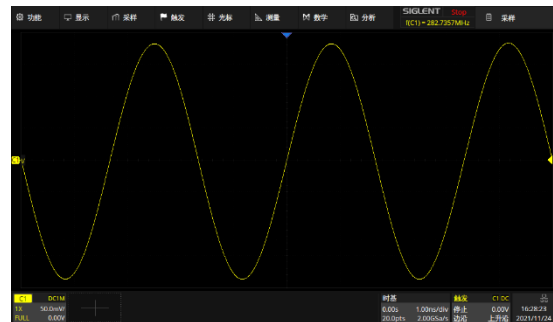 功能 显示 采样 触发 光标 测量 数学 分析 SIGLENT Stop 采样
f(C1) = 282.7357MHz
C1 DC1M
1X 50.0mV/
FULL 0.00V
时基
0.00s 1.00ns/div
20.0pts 2.00GSa/s
触发 C1 DC
停止 0.00V
边沿 上升沿
16:28:23
2021/11/24